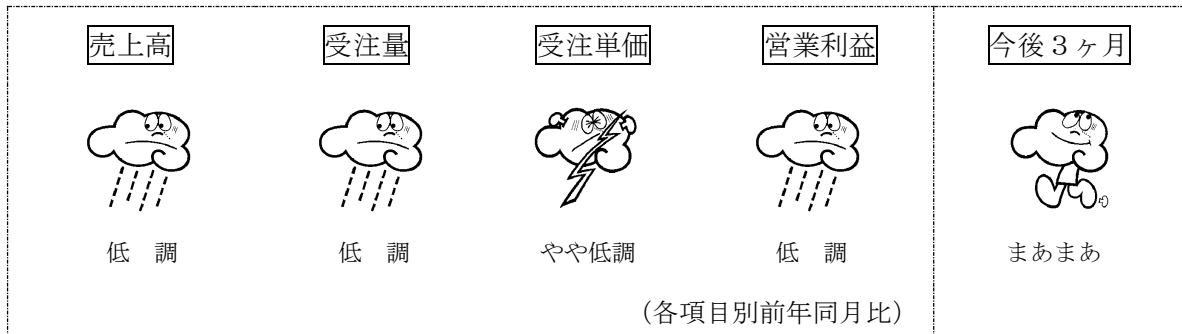 売上高 受注量 受注単価 営業利益 今後３ヶ月
低 調 低 調 やや低調 低 調 まあまあ
（各項目別前年同月比）